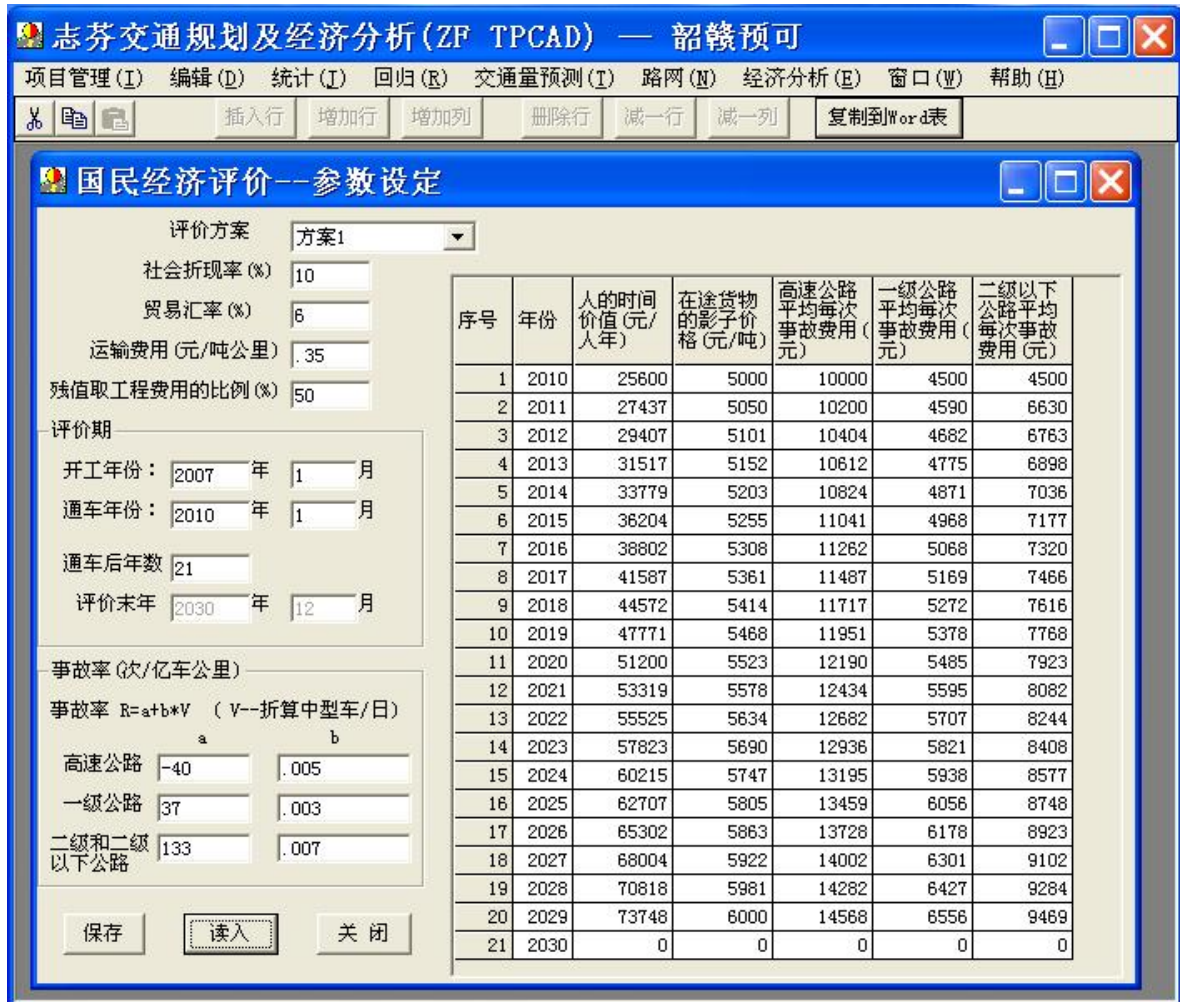 志芬交通规划及经济分析(ZF TPCAD) — 韶赣预可
项目管理(I) 编辑(D) 统计(J) 回归(R) 交通量预测(T) 路网(N) 经济分析(E) 窗口(W) 帮助(H)
插入行 增加行 增加列 删除行 减一行 减一列 复制到Word表
国民经济评价--参数设定
评价方案 方案1
社会折现率(%) 10
贸易汇率(%) 6
运输费用(元/吨公里) .35
残值取工程费用的比例(%) 50
评价期
开工年份： 2007 年 1 月
通车年份： 2010 年 1 月
通车后年数 21
评价末年 2030 年 12 月
事故率(次/亿车公里)
事故率 R=a+b*V ( V--折算中型车/日)
a b
高速公路 -40 .005
一级公路 37 .003
二级和二级
以下公路 133 .007
保存 读入 关 闭
序号 年份 人的时间价值(元/人年) 在途货物的影子价格(元/吨) 高速公路平均每次事故费用(元) 一级公路平均每次事故费用(元) 二级以下公路平均每次事故费用(元)
1 2010 25600 5000 10000 4500 4500
2 2011 27437 5050 10200 4590 6630
3 2012 29407 5101 10404 4682 6763
4 2013 31517 5152 10612 4775 6898
5 2014 33779 5203 10824 4871 7036
6 2015 36204 5255 11041 4968 7177
7 2016 38802 5308 11262 5068 7320
8 2017 41587 5361 11487 5169 7466
9 2018 44572 5414 11717 5272 7616
10 2019 47771 5468 11951 5378 7768
11 2020 51200 5523 12190 5485 7923
12 2021 53319 5578 12434 5595 8082
13 2022 55525 5634 12682 5707 8244
14 2023 57823 5690 12936 5821 8408
15 2024 60215 5747 13195 5938 8577
16 2025 62707 5805 13459 6056 8748
17 2026 65302 5863 13728 6178 8923
18 2027 68004 5922 14002 6301 9102
19 2028 70818 5981 14282 6427 9284
20 2029 73748 6000 14568 6556 9469
21 2030 0 0 0 0 0